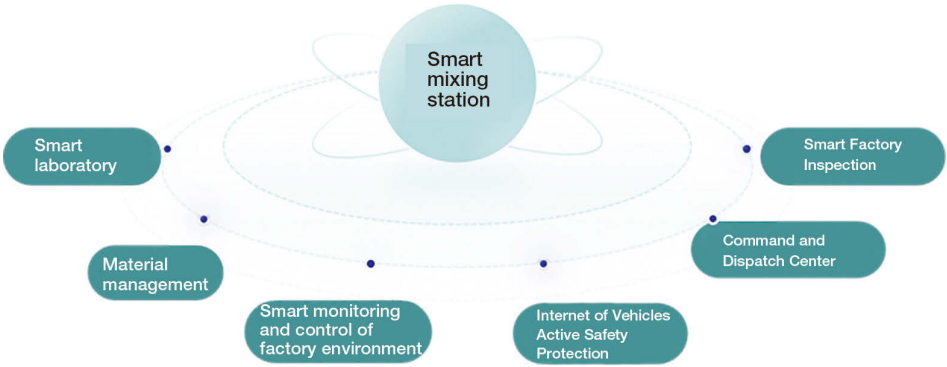 Smart
mixing
station
Smart
laboratory
Smart Factory
Inspection
Material
management
Command and
Dispatch Center
Smart monitoring
and control of
factory environment
Internet of Vehicles
Active Safety
Protection